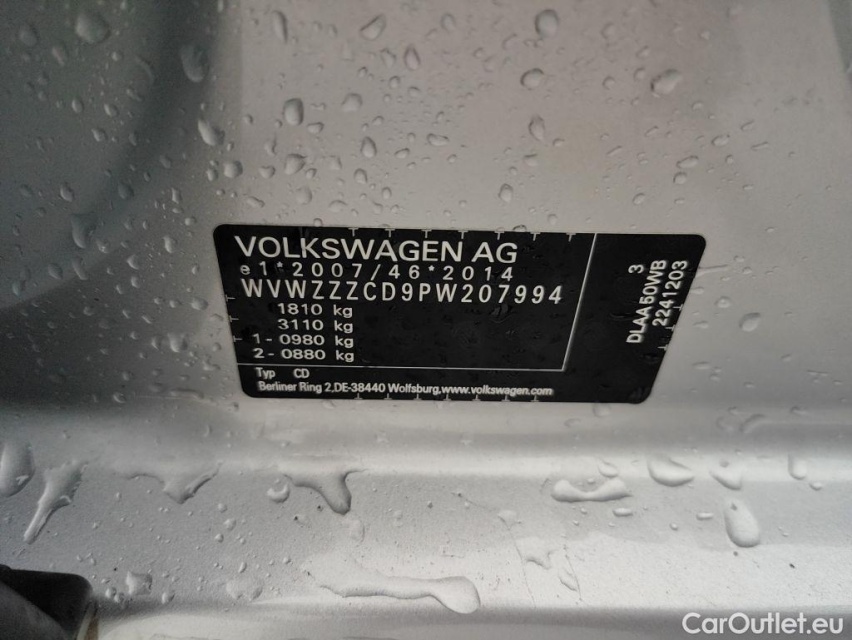 VOLKSWAGEN AG
e1*2007/46*2014
WVWZZZCD9PW207994
1810 kg
3110 kg
1 - 0980 kg
2 - 0880 kg
Typ CD
Berliner Ring 2,DE-38440 Wolfsburg,www.volkswagen.com
3
DLAA50WB
2241203
CarOutlet.eu